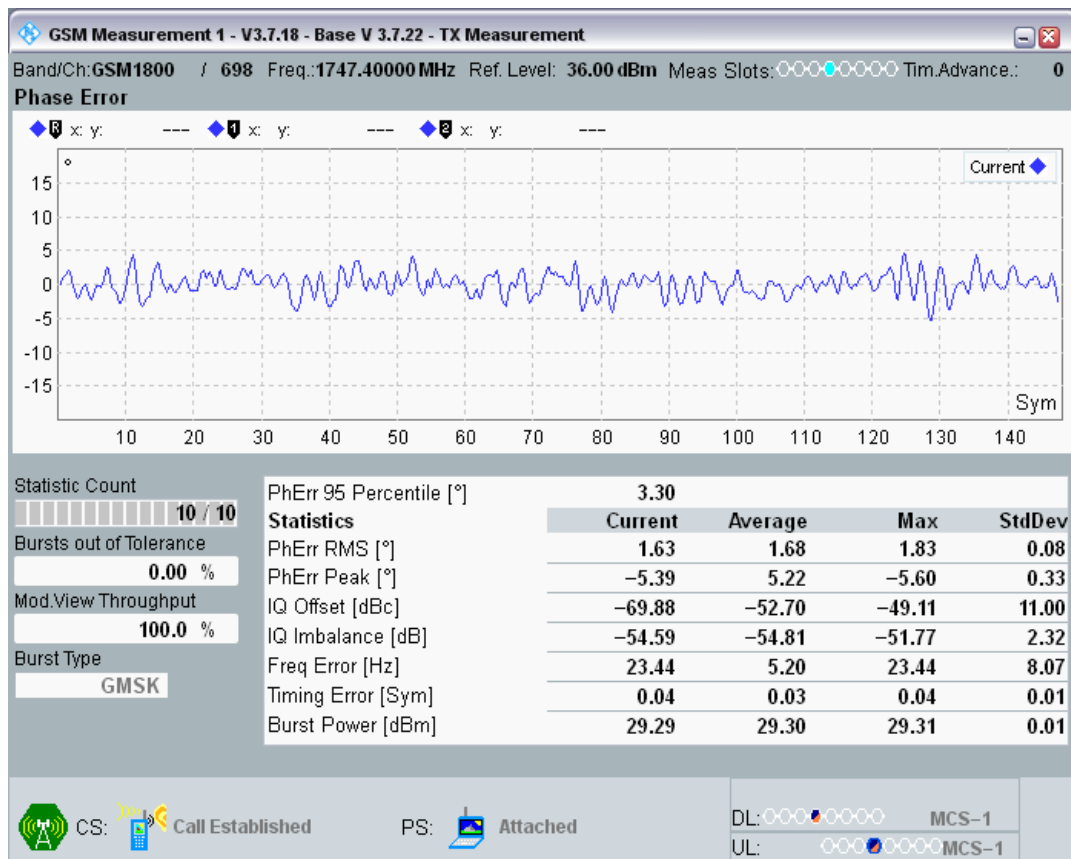 GSM Measurement 1 - V3.7.18 - Base V 3.7.22 - TX Measurement
Band/Ch:GSM1800 / 698 Freq.:1747.40000 MHz Ref. Level: 36.00 dBm Meas Slots: Tim.Advance.: 0
Phase Error
R x: y: --- 1 x: y: --- 2 x: y: ---
° Current
15
10
5
0
-5
-10
-15
Sym
10 20 30 40 50 60 70 80 90 100 110 120 130 140
Statistic Count
10 / 10
Bursts out of Tolerance
0.00 %
Mod.View Throughput
100.0 %
Burst Type
GMSK
PhErr 95 Percentile [°] 3.30
Statistics Current Average Max StdDev
PhErr RMS [°] 1.63 1.68 1.83 0.08
PhErr Peak [°] −5.39 5.22 −5.60 0.33
IQ Offset [dBc] −69.88 −52.70 −49.11 11.00
IQ Imbalance [dB] −54.59 −54.81 −51.77 2.32
Freq Error [Hz] 23.44 5.20 23.44 8.07
Timing Error [Sym] 0.04 0.03 0.04 0.01
Burst Power [dBm] 29.29 29.30 29.31 0.01
CS: Call Established PS: Attached
DL: MCS−1
UL: MCS−1